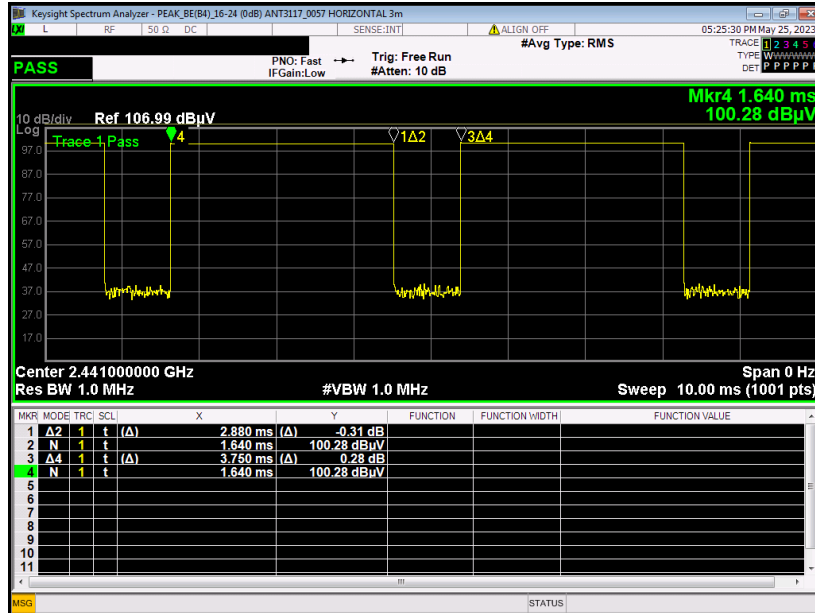 Keysight Spectrum Analyzer - PEAK_BE(B4)_16-24 (0dB) ANT3117_0057 HORIZONTAL 3m
LXI L RF 50 Ω DC SENSE:INT ALIGN OFF 05:25:30 PM May 25, 2023
#Avg Type: RMS TRACE 1 2 3 4 5
PASS PNO: Fast Trig: Free Run TYPE W
IFGain:Low #Atten: 10 dB DET P P P P P
Mkr4 1.640 ms
10 dB/div Ref 106.99 dBµV 100.28 dBµV
Log
Trace 1 Pass 4 1Δ2 3Δ4
97.0
87.0
77.0
67.0
57.0
47.0
37.0
27.0
17.0
Center 2.441000000 GHz Span 0 Hz
Res BW 1.0 MHz #VBW 1.0 MHz Sweep 10.00 ms (1001 pts)
MKR MODE TRC SCL X Y FUNCTION FUNCTION WIDTH FUNCTION VALUE
1 Δ2 1 t (Δ) 2.880 ms (Δ) -0.31 dB
2 N 1 t 1.640 ms 100.28 dBµV
3 Δ4 1 t (Δ) 3.750 ms (Δ) 0.28 dB
4 N 1 t 1.640 ms 100.28 dBµV
5
6
7
8
9
10
11
MSG STATUS